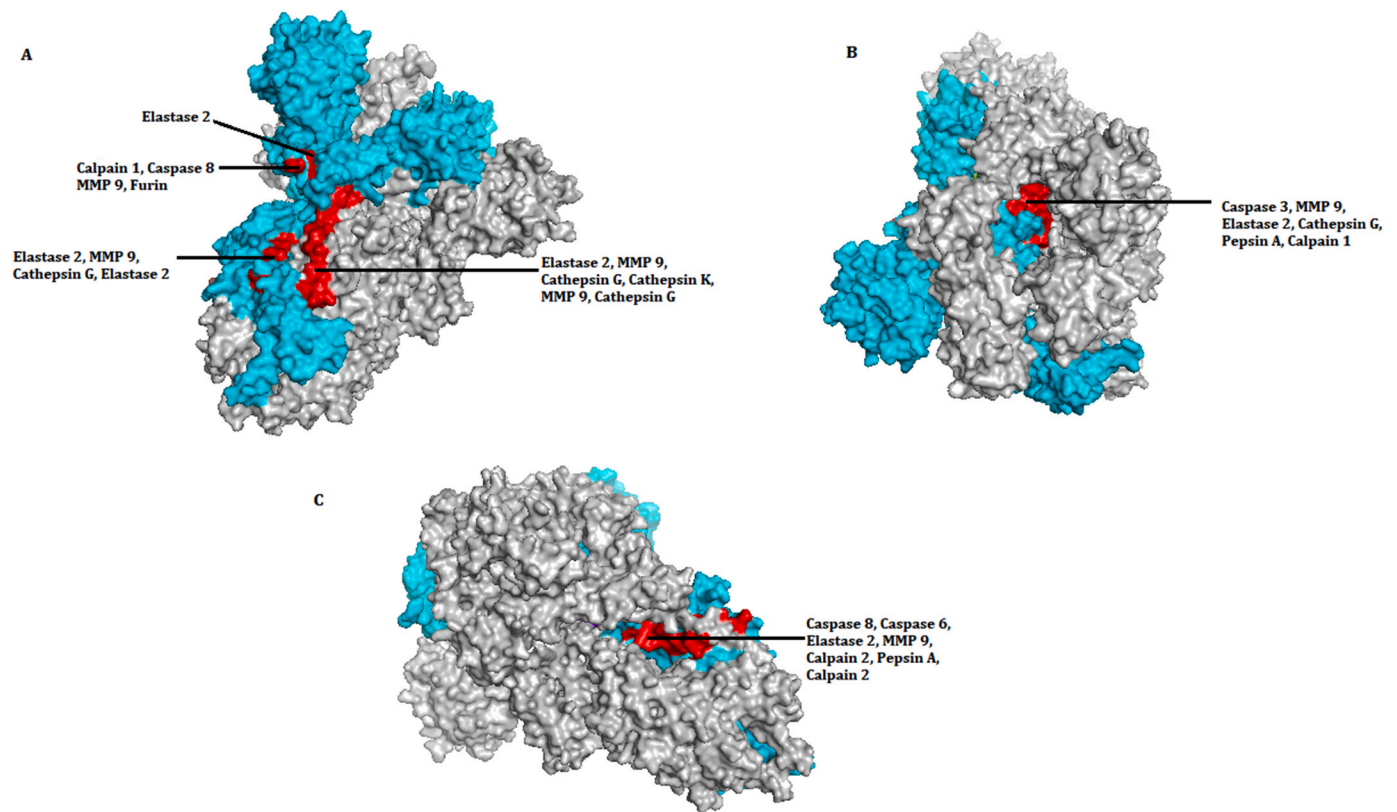 A
B
Elastase 2
Calpain 1, Caspase 8
MMP 9, Furin
Elastase 2, MMP 9,
Cathepsin G, Elastase 2
Elastase 2, MMP 9,
Cathepsin G, Cathepsin K,
MMP 9, Cathepsin G
Caspase 3, MMP 9,
Elastase 2, Cathepsin G,
Pepsin A, Calpain 1
C
Caspase 8, Caspase 6,
Elastase 2, MMP 9,
Calpain 2, Pepsin A,
Calpain 2